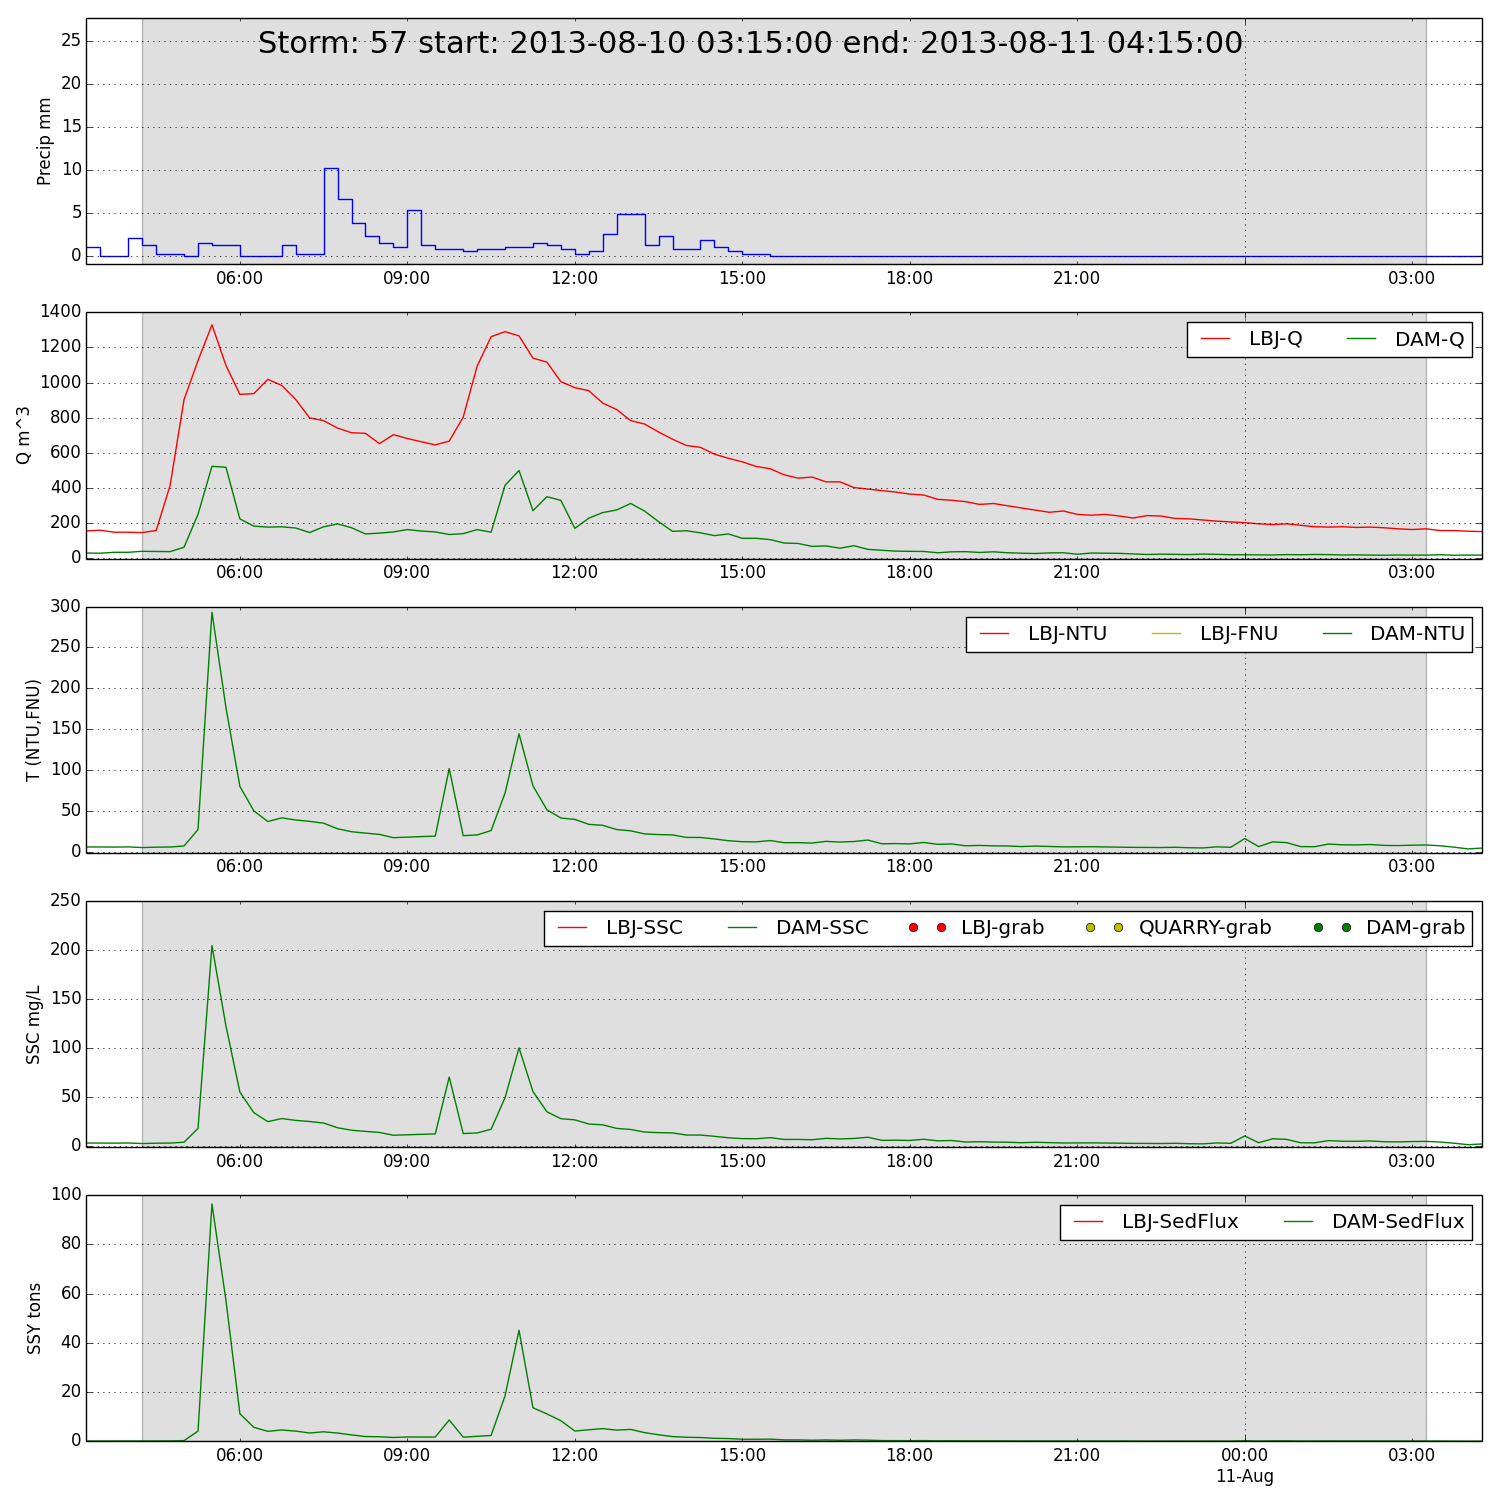 Storm: 57 start: 2013-08-10 03:15:00 end: 2013-08-11 04:15:00
Precip mm
25
20
15
10
5
0
06:00 09:00 12:00 15:00 18:00 21:00 03:00
Q m^3
1400
1200
1000
800
600
400
200
0
LBJ-Q DAM-Q
06:00 09:00 12:00 15:00 18:00 21:00 03:00
T (NTU,FNU)
300
250
200
150
100
50
0
LBJ-NTU LBJ-FNU DAM-NTU
06:00 09:00 12:00 15:00 18:00 21:00 03:00
SSC mg/L
250
200
150
100
50
0
LBJ-SSC DAM-SSC LBJ-grab QUARRY-grab DAM-grab
06:00 09:00 12:00 15:00 18:00 21:00 03:00
SSY tons
100
80
60
40
20
0
LBJ-SedFlux DAM-SedFlux
06:00 09:00 12:00 15:00 18:00 21:00 00:00 03:00
11-Aug